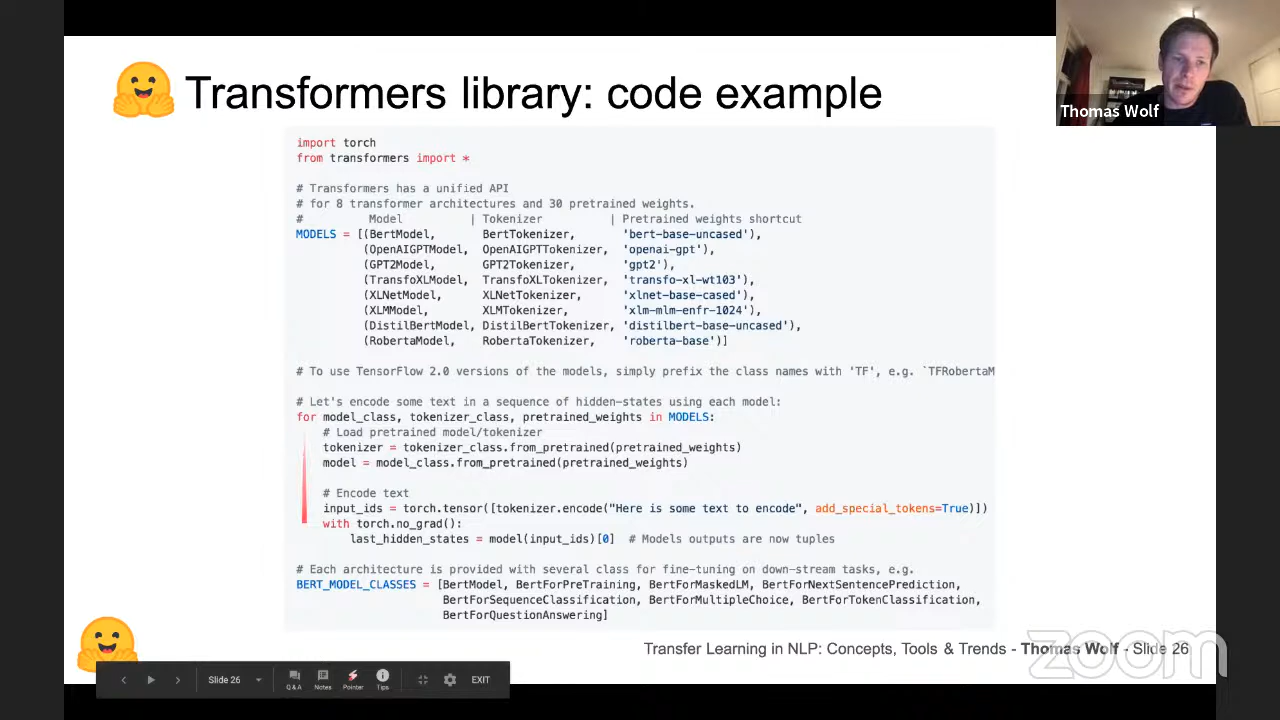 Transformers library: code example
Thomas Wolf
import torch
from transformers import *
# Transformers has a unified API
# for 8 transformer architectures and 30 pretrained weights.
# Model | Tokenizer | Pretrained weights shortcut
MODELS = [(BertModel, BertTokenizer, 'bert-base-uncased'),
(OpenAIGPTModel, OpenAIGPTTokenizer, 'openai-gpt'),
(GPT2Model, GPT2Tokenizer, 'gpt2'),
(TransfoXLModel, TransfoXLTokenizer, 'transfo-xl-wt103'),
(XLNetModel, XLNetTokenizer, 'xlnet-base-cased'),
(XLMModel, XLMTokenizer, 'xlm-mlm-enfr-1024'),
(DistilBertModel, DistilBertTokenizer, 'distilbert-base-uncased'),
(RobertaModel, RobertaTokenizer, 'roberta-base')]
# To use TensorFlow 2.0 versions of the models, simply prefix the class names with 'TF', e.g. `TFRobertaM
# Let's encode some text in a sequence of hidden-states using each model:
for model_class, tokenizer_class, pretrained_weights in MODELS:
# Load pretrained model/tokenizer
tokenizer = tokenizer_class.from_pretrained(pretrained_weights)
model = model_class.from_pretrained(pretrained_weights)
# Encode text
input_ids = torch.tensor([tokenizer.encode("Here is some text to encode", add_special_tokens=True)])
with torch.no_grad():
last_hidden_states = model(input_ids)[0] # Models outputs are now tuples
# Each architecture is provided with several class for fine-tuning on down-stream tasks, e.g.
BERT_MODEL_CLASSES = [BertModel, BertForPreTraining, BertForMaskedLM, BertForNextSentencePrediction,
BertForSequenceClassification, BertForMultipleChoice, BertForTokenClassification,
BertForQuestionAnswering]
Transfer Learning in NLP: Concepts, Tools & Trends - Thomas Wolf - Slide 26
zoom
Slide 26
Q&A
Notes
Pointer
Tips
EXIT